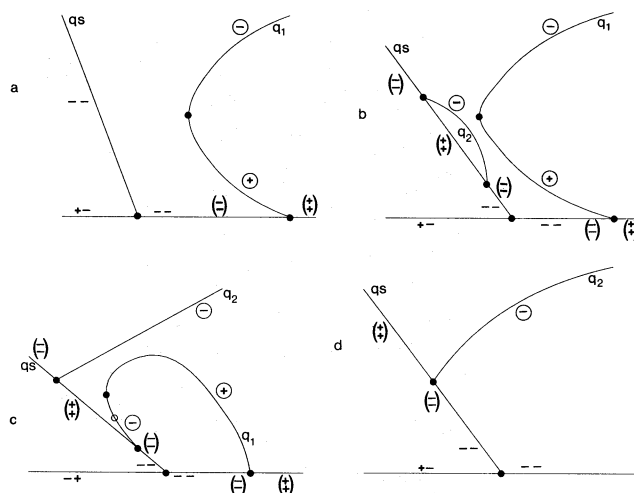 a
qs
q1
⊖
⊕
--
+-
--
(=)
(‡)
b
qs
q1
q2
⊖
⊖
⊕
(=)
(‡)
(=)
--
+-
--
(=)
(‡)
c
qs
q2
q1
⊖
⊕
⊖
(=)
(‡)
(=)
--
-+
--
(=)
(‡)
d
qs
q2
⊖
(‡)
(=)
--
+-
--